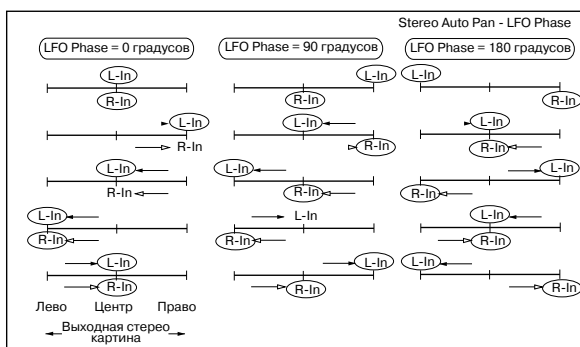 Stereo Auto Pan - LFO Phase
LFO Phase = 0 градусов
LFO Phase = 90 градусов
LFO Phase = 180 градусов
L-In
R-In
L-In
R-In
L-In
R-In
L-In
R-In
L-In
R-In
L-In
R-In
L-In
R-In
L-In
R-In
L-In
R-In
L-In
R-In
L-In
R-In
L-In
R-In
L-In
R-In
L-In
R-In
L-In
R-In
Лево Центр Право
Выходная стерео
картина